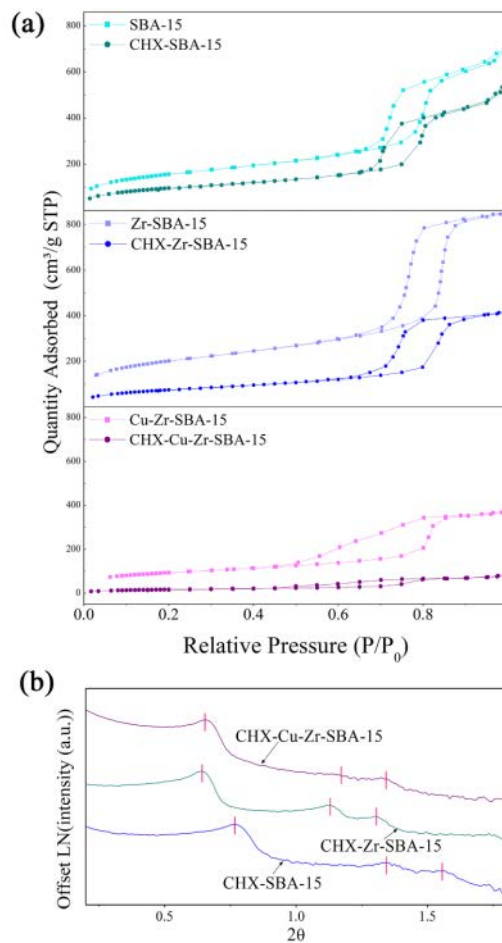 (a)
SBA-15
CHX-SBA-15
800
600
400
200
Zr-SBA-15
CHX-Zr-SBA-15
800
600
400
200
0
Cu-Zr-SBA-15
CHX-Cu-Zr-SBA-15
800
600
400
200
0
Quantity Adsorbed (cm³/g STP)
0.0 0.2 0.4 0.6 0.8
Relative Pressure (P/P₀)
(b)
CHX-Cu-Zr-SBA-15
CHX-Zr-SBA-15
CHX-SBA-15
Offset LN(intensity (a.u.))
0.5 1.0 1.5
2θ